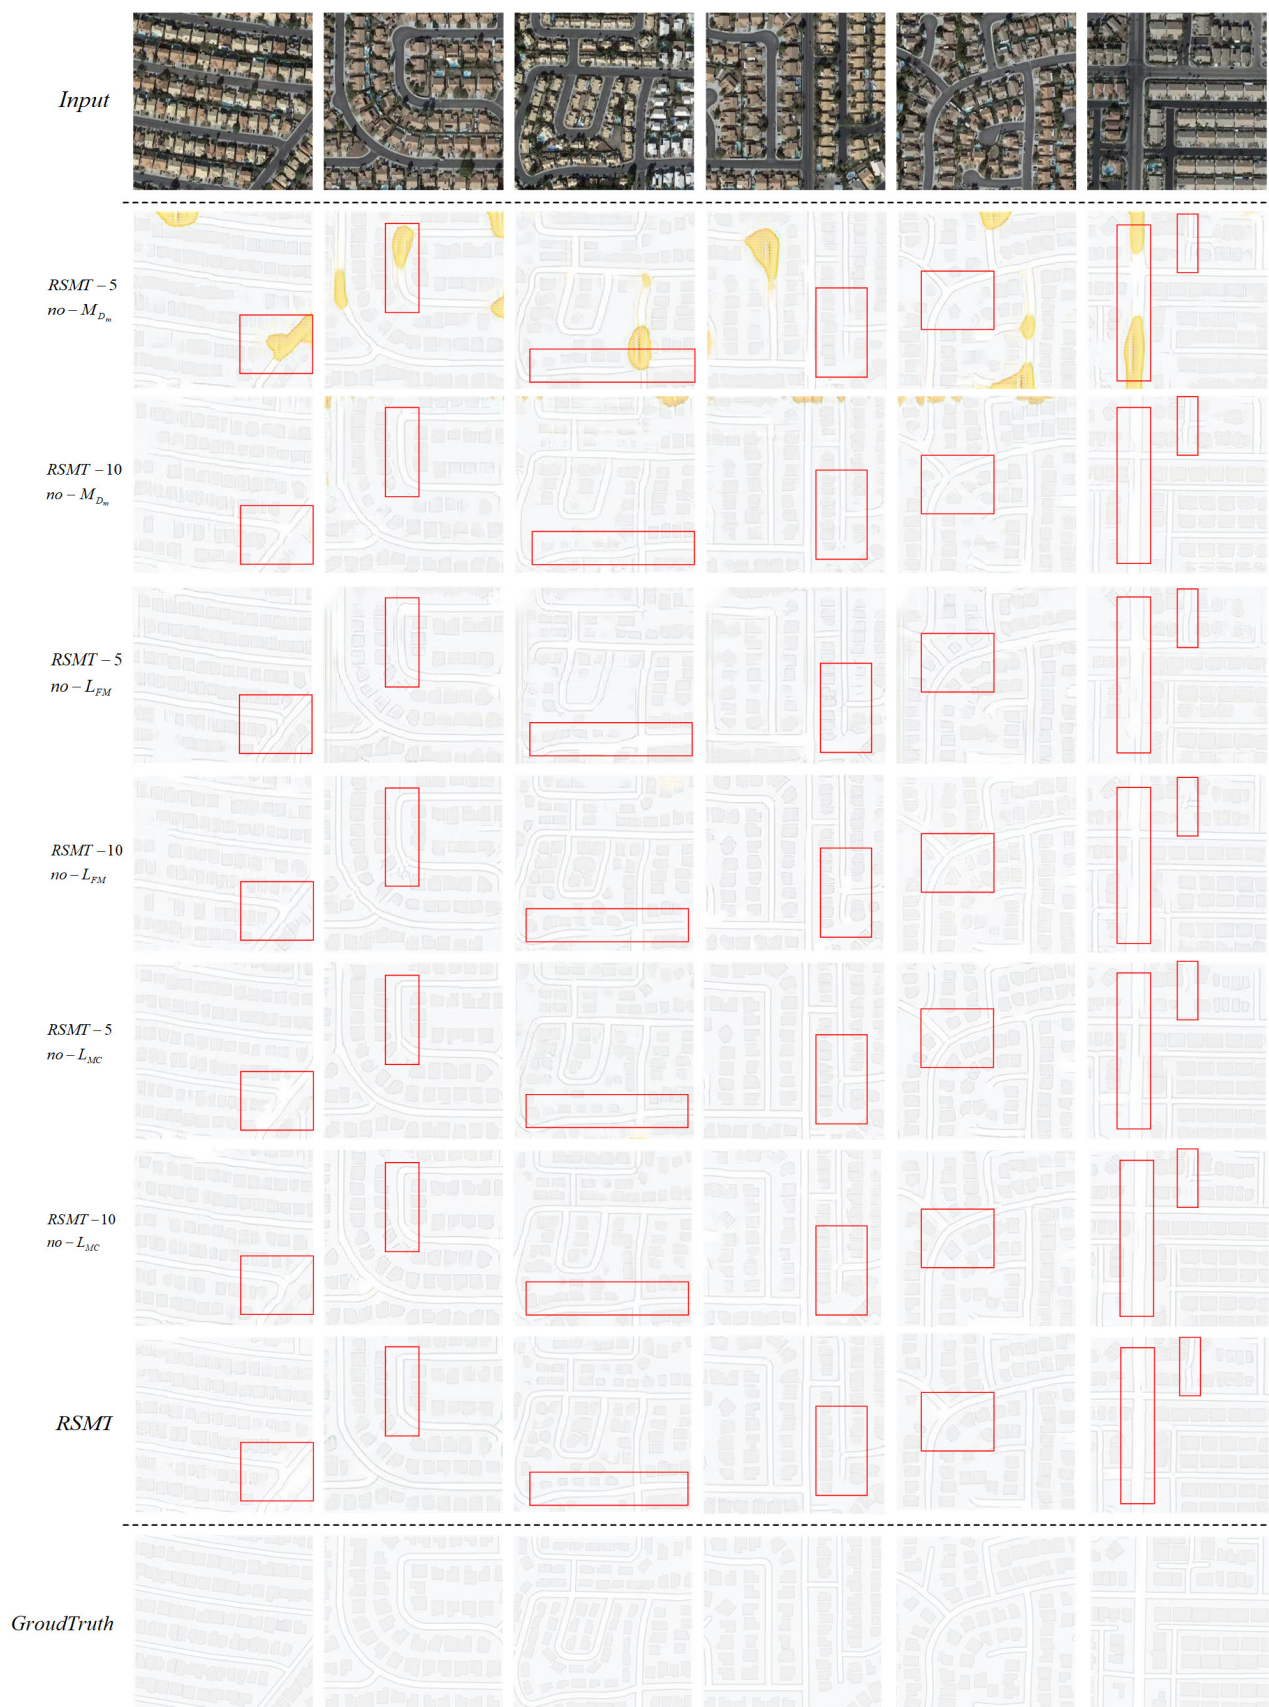 Input
RSMT-5
no-M_{D_m}
RSMT-10
no-M_{D_m}
RSMT-5
no-L_{FM}
RSMT-10
no-L_{FM}
RSMT-5
no-L_{MC}
RSMT-10
no-L_{MC}
RSMT
GroudTruth